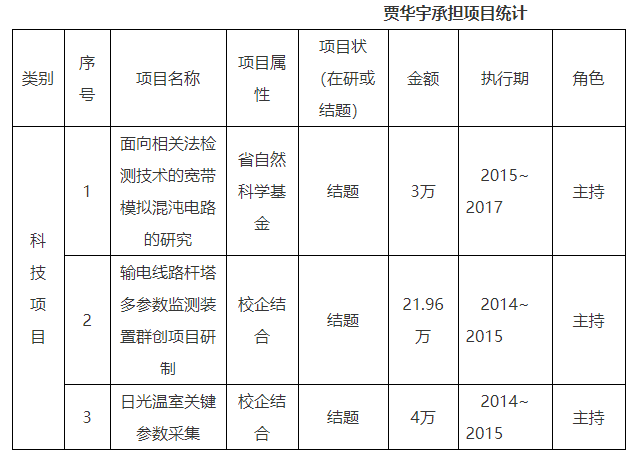 贾华宇承担项目统计
类别
序
号
项目名称
项目属
性
项目状
（在研或
结题）
金额
执行期
角色
科
技
项
目
1
面向相关法检
测技术的宽带
模拟混沌电路
的研究
省自然
科学基
金
结题
3万
2015~
2017
主持
2
输电线路杆塔
多参数监测装
置群创项目研
制
校企结
合
结题
21.96
万
2014~
2015
主持
3
日光温室关键
参数采集
校企结
合
结题
4万
2014~
2015
主持